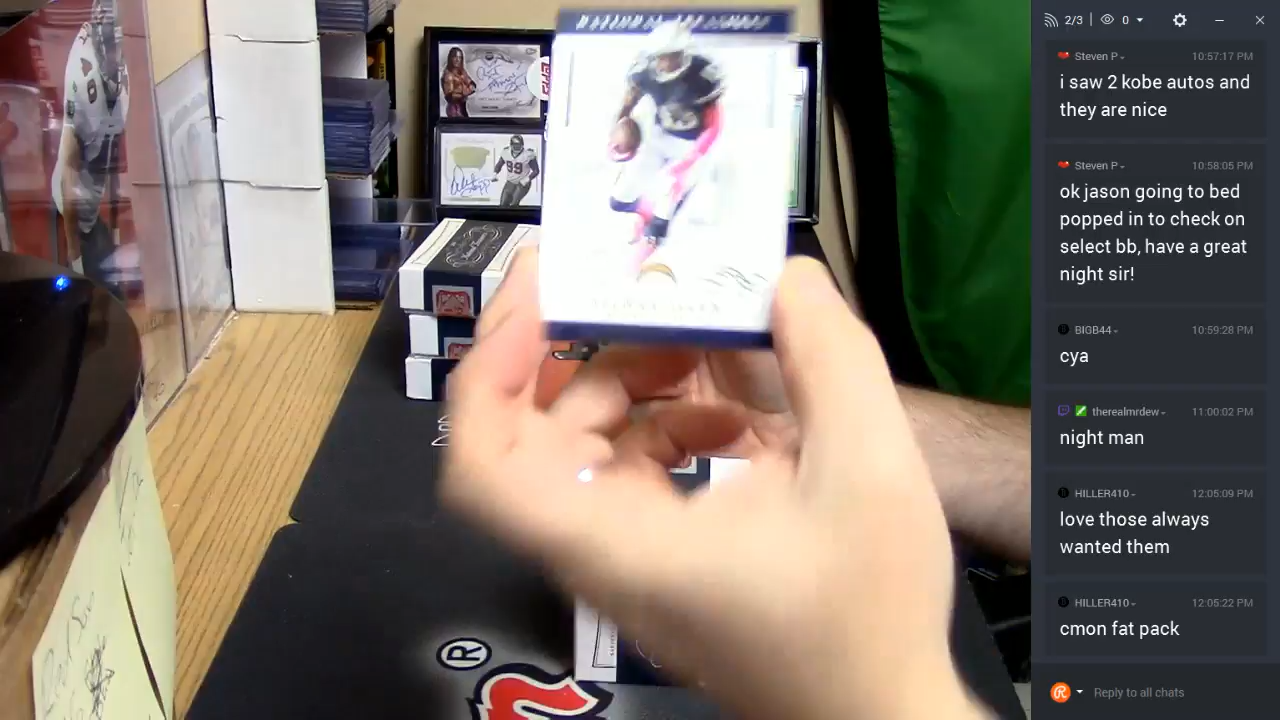 NATIONAL TREASURES
99
2/3
0
Steven P
10:57:17 PM
i saw 2 kobe autos and
they are nice
Steven P
10:58:05 PM
ok jason going to bed
popped in to check on
select bb, have a great
night sir!
BIGB44
10:59:28 PM
cya
therealmrdew
11:00:02 PM
night man
HILLER410
12:05:09 PM
love those always
wanted them
HILLER410
12:05:22 PM
cmon fat pack
Reply to all chats
®